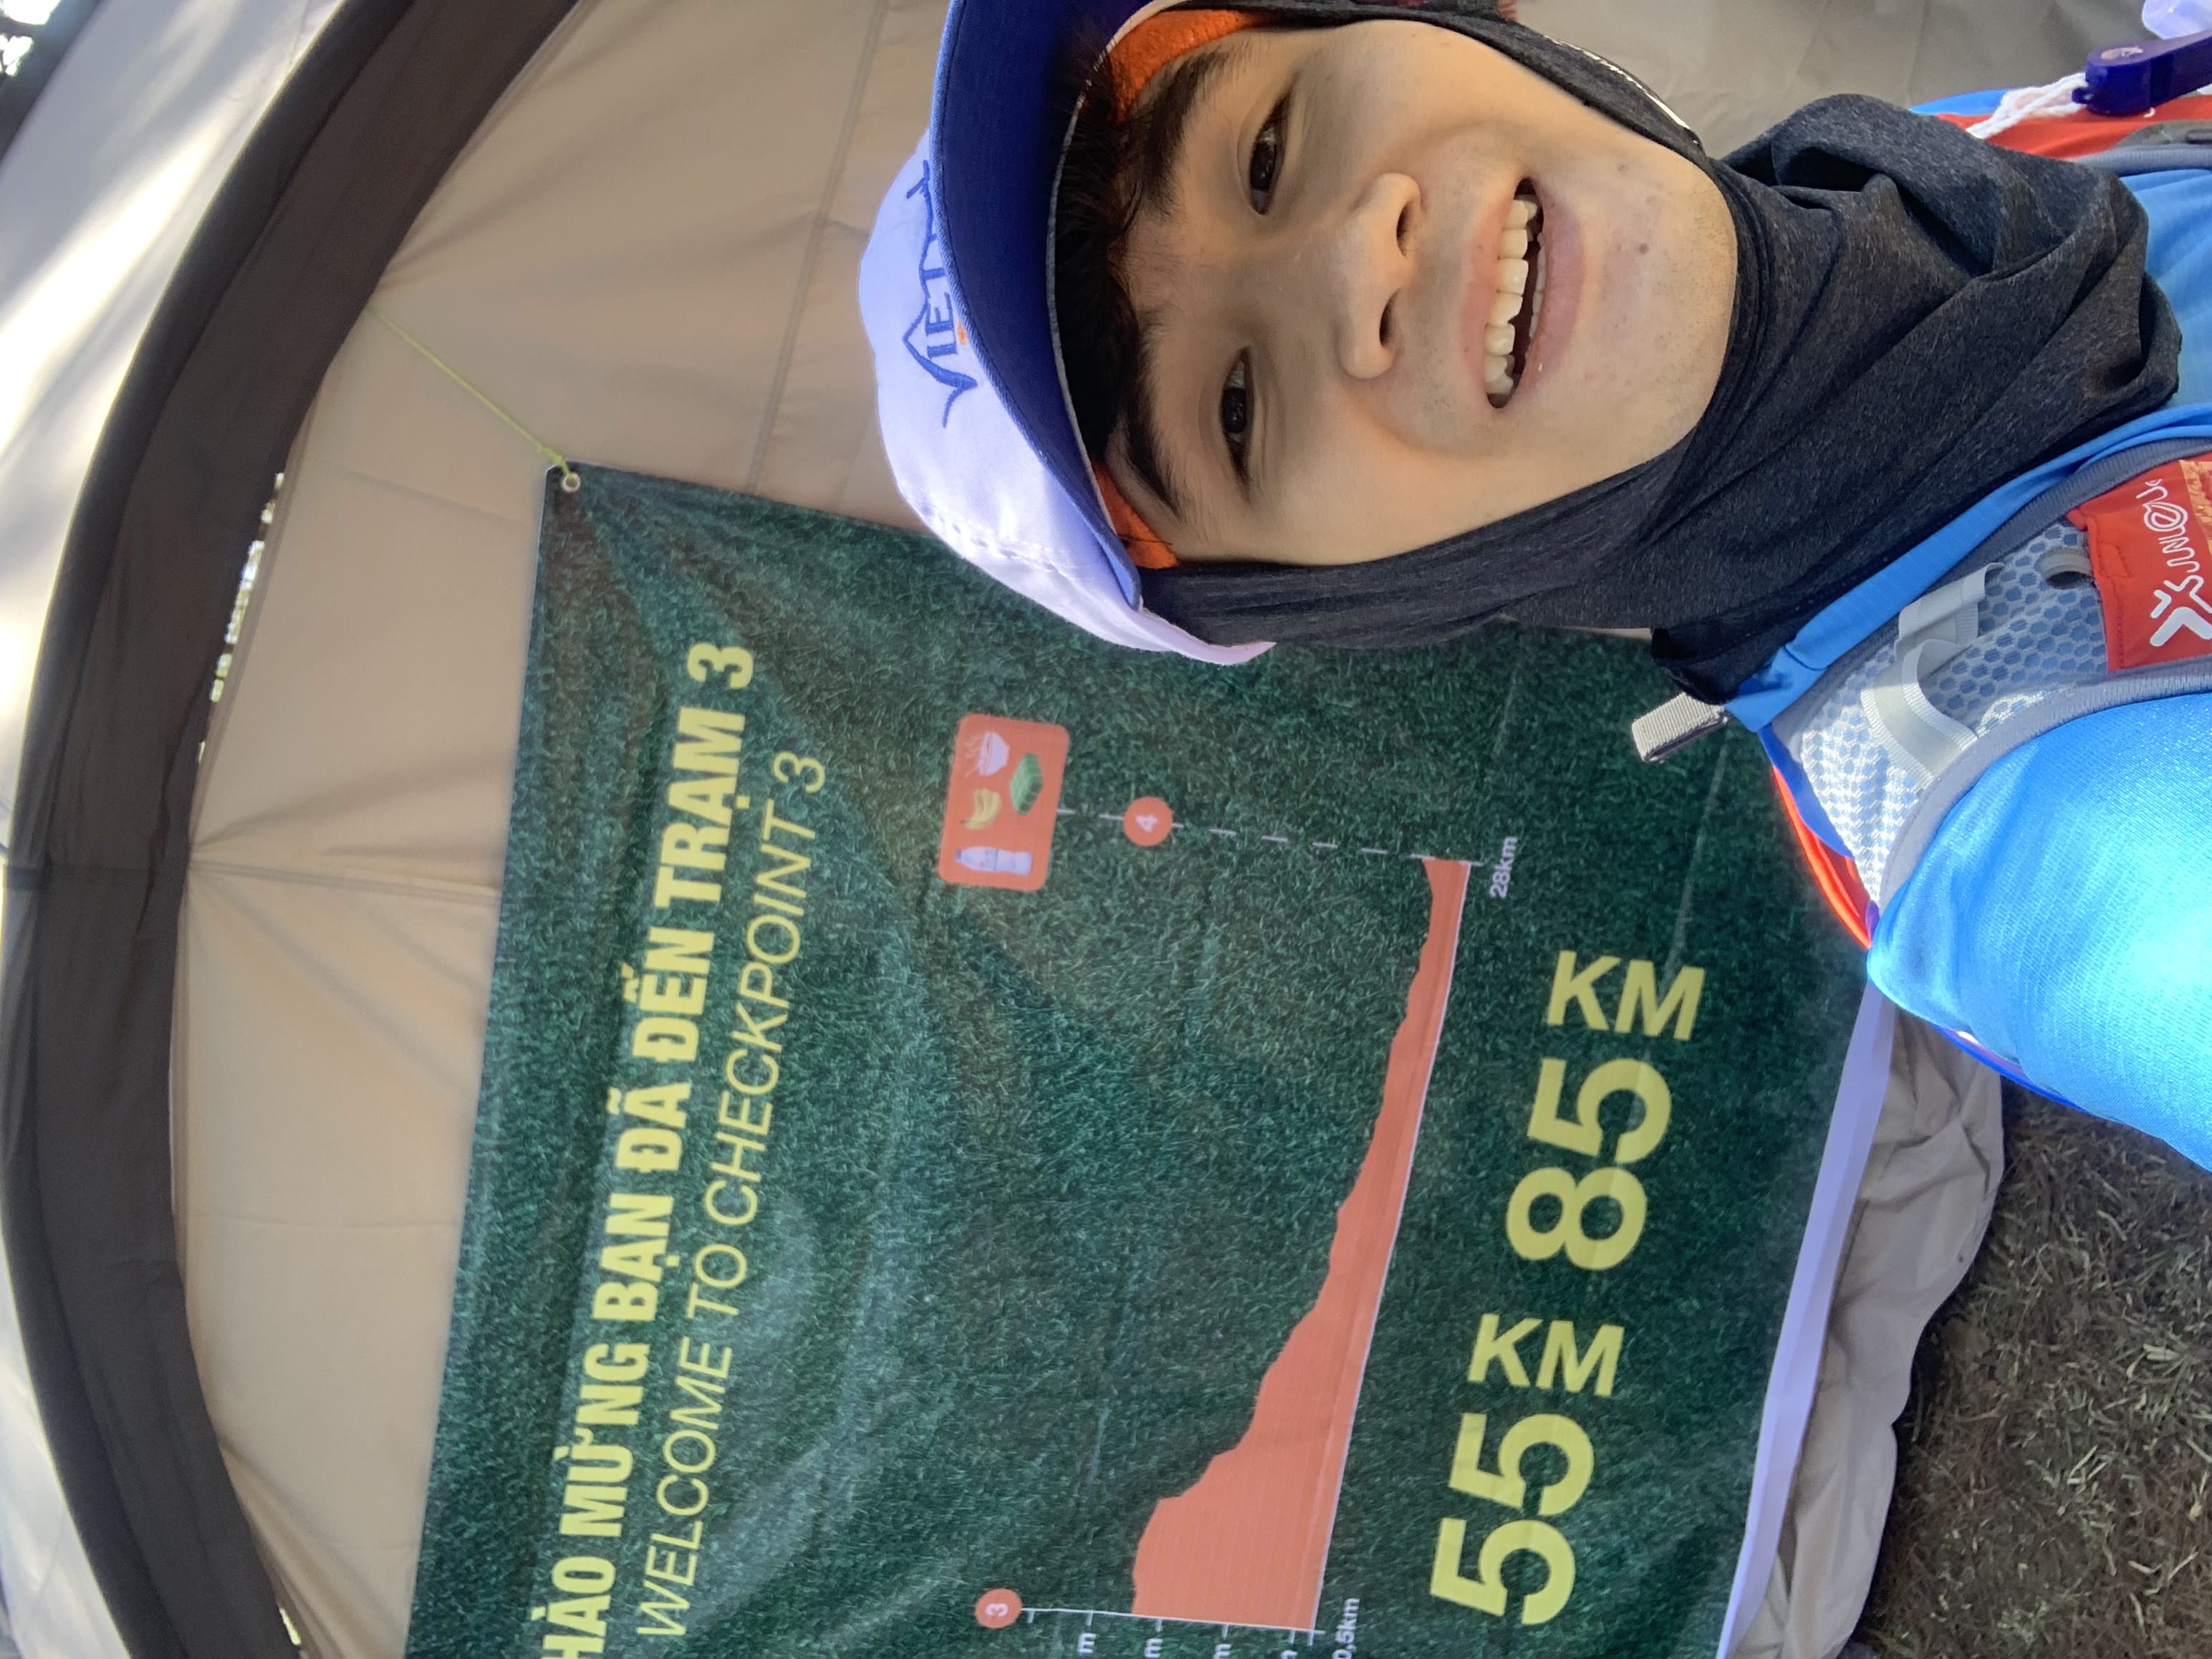 HÀO MỪNG BẠN ĐÃ ĐẾN TRẠM 3
WELCOME TO CHECKPOINT 3
3
4
m
m
m
0,5km
28km
55 KM 85 KM
VIET